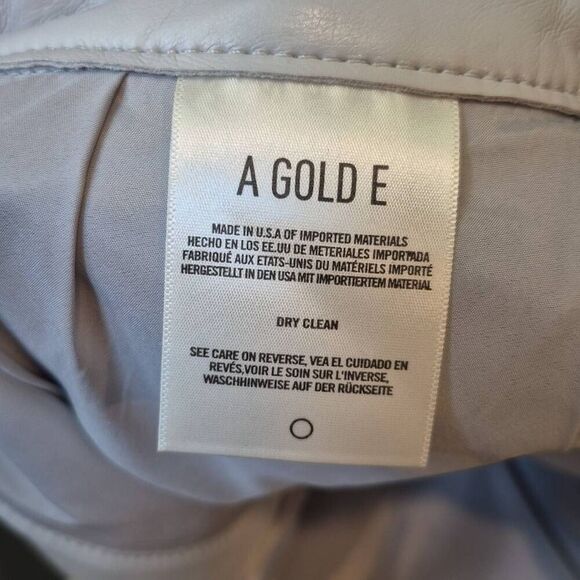 A GOLD E
MADE IN U.S.A OF IMPORTED MATERIALS
HECHO EN LOS EE.UU DE METERIALES IMPORTADA
FABRIQUÉ AUX ETATS-UNIS DU MATÉRIELS IMPORTÉ
HERGESTELLT IN DEN USA MIT IMPORTIERTEM MATERIAL
DRY CLEAN
SEE CARE ON REVERSE, VEA EL CUIDADO EN
REVÉS,VOIR LE SOIN SUR L'INVERSE,
WASCHHINWEISE AUF DER RÜCKSEITE